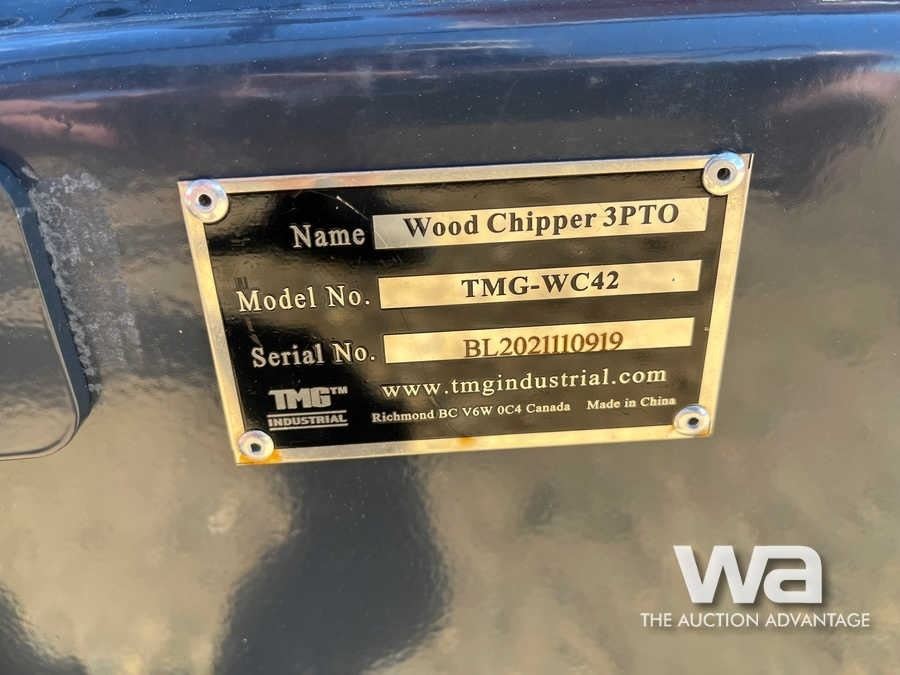 Name Wood Chipper 3PTO
Model No. TMG-WC42
Serial No. BL2021110919
www.tmgindustrial.com
TMG™
INDUSTRIAL
Richmond BC V6W 0C4 Canada Made in China
wa
THE AUCTION ADVANTAGE